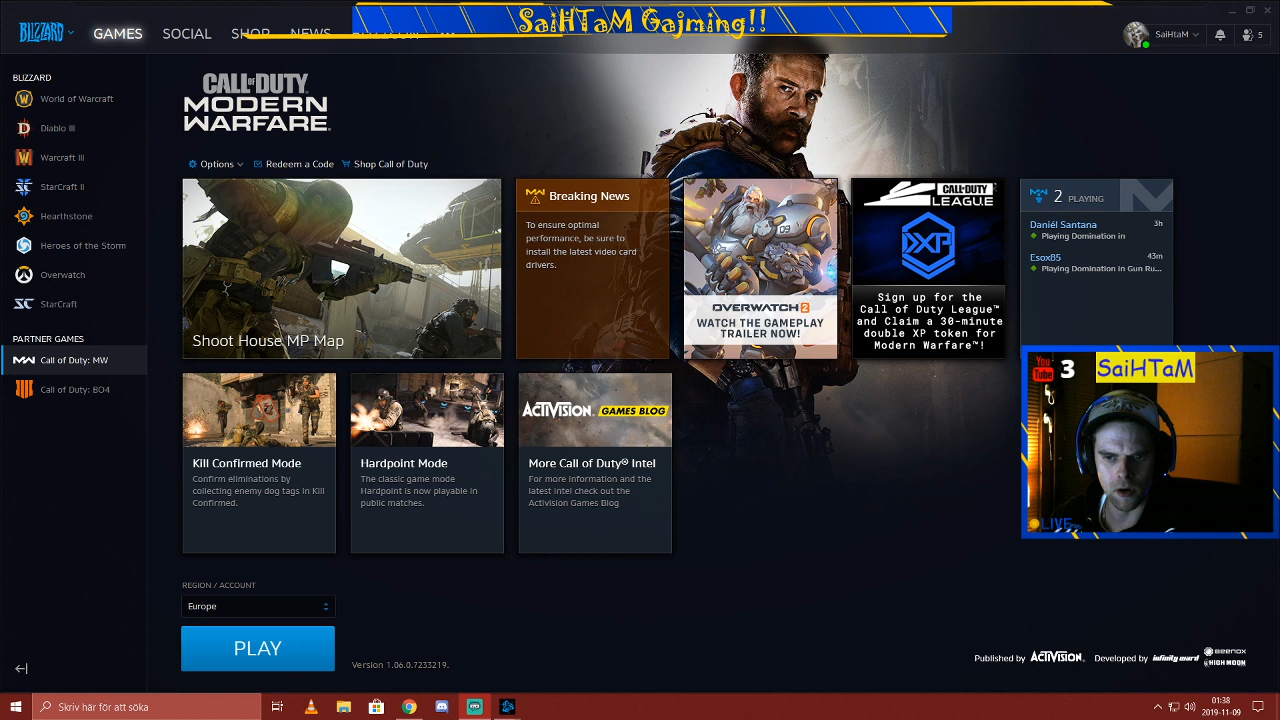 SaiHTaM Gajming!!
BLIZZARD
GAMES
SOCIAL
SHOP
NEWS
SaiHtaM
5
BLIZZARD
World of Warcraft
Diablo III
Warcraft III
StarCraft II
Hearthstone
Heroes of the Storm
Overwatch
StarCraft
PARTNER GAMES
Call of Duty: MW
Call of Duty: BO4
CALL OF DUTY
MODERN
WARFARE.
Options
Redeem a Code
Shop Call of Duty
Shoot House MP Map
Breaking News
To ensure optimal
performance, be sure to
install the latest video card
drivers.
09
OVERWATCH 2
WATCH THE GAMEPLAY
TRAILER NOW!
CALL OF DUTY
LEAGUE™
2XP
Sign up for the
Call of Duty League™
and Claim a 30-minute
double XP token for
Modern Warfare™!
2 PLAYING
Daniél Santana
3h
Playing Domination in
Esox85
43m
Playing Domination in Gun Ru...
You
Tube
3
SaiHTaM
LIVE
Kill Confirmed Mode
Confirm eliminations by
collecting enemy dog tags in Kill
Confirmed.
Hardpoint Mode
The classic game mode
Hardpoint is now playable in
public matches.
ACTIVISION GAMES BLOG
More Call of Duty® Intel
For more information and the
latest intel check out the
Activision Games Blog
REGION / ACCOUNT
Europe
PLAY
Version 1.06.0.7233219.
Published by ACTIVISION.
Developed by infinity ward
BEENOX
HIGH MOON
Skriv här för att söka
01:38
2019-11-09